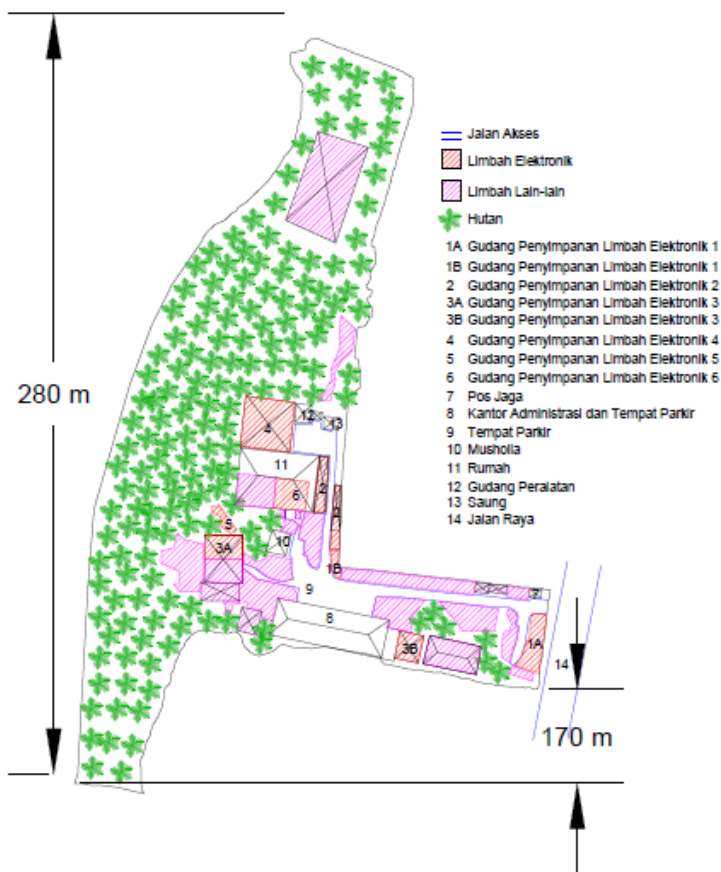 280 m
Jalan Akses
Limbah Elektronik
Limbah Lain-lain
Hutan
1A Gudang Penyimpanan Limbah Elektronik 1
1B Gudang Penyimpanan Limbah Elektronik 1
2 Gudang Penyimpanan Limbah Elektronik 2
3A Gudang Penyimpanan Limbah Elektronik 3
3B Gudang Penyimpanan Limbah Elektronik 3
4 Gudang Penyimpanan Limbah Elektronik 4
5 Gudang Penyimpanan Limbah Elektronik 5
6 Gudang Penyimpanan Limbah Elektronik 6
7 Pos Jaga
8 Kantor Administrasi dan Tempat Parkir
9 Tempat Parkir
10 Musholla
11 Rumah
12 Gudang Peralatan
13 Saung
14 Jalan Raya
12
13
4
11
2
6
5
10
3A
1B
9
7
8
3B
1A
14
170 m